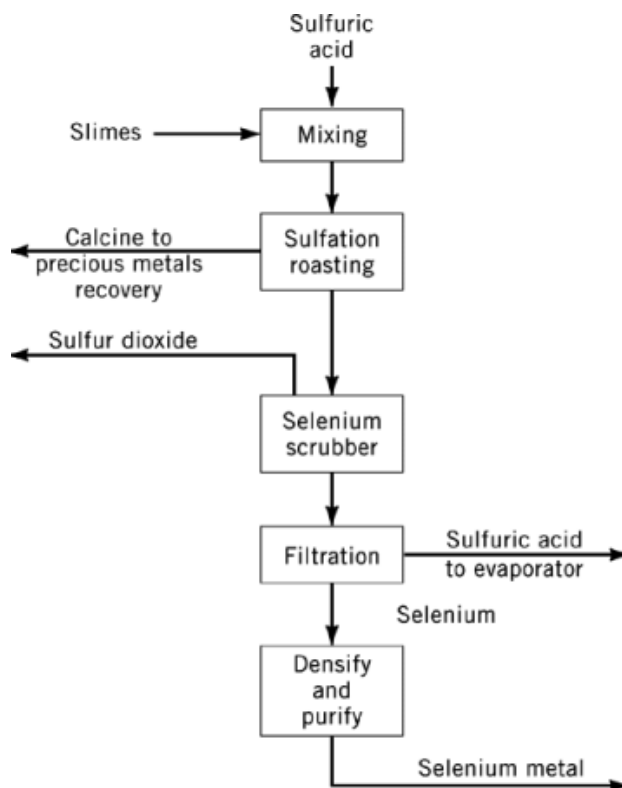 Sulfuric
acid
Slimes
Mixing
Calcine to
precious metals
recovery
Sulfation
roasting
Sulfur dioxide
Selenium
scrubber
Filtration
Sulfuric acid
to evaporator
Selenium
Densify
and
purify
Selenium metal